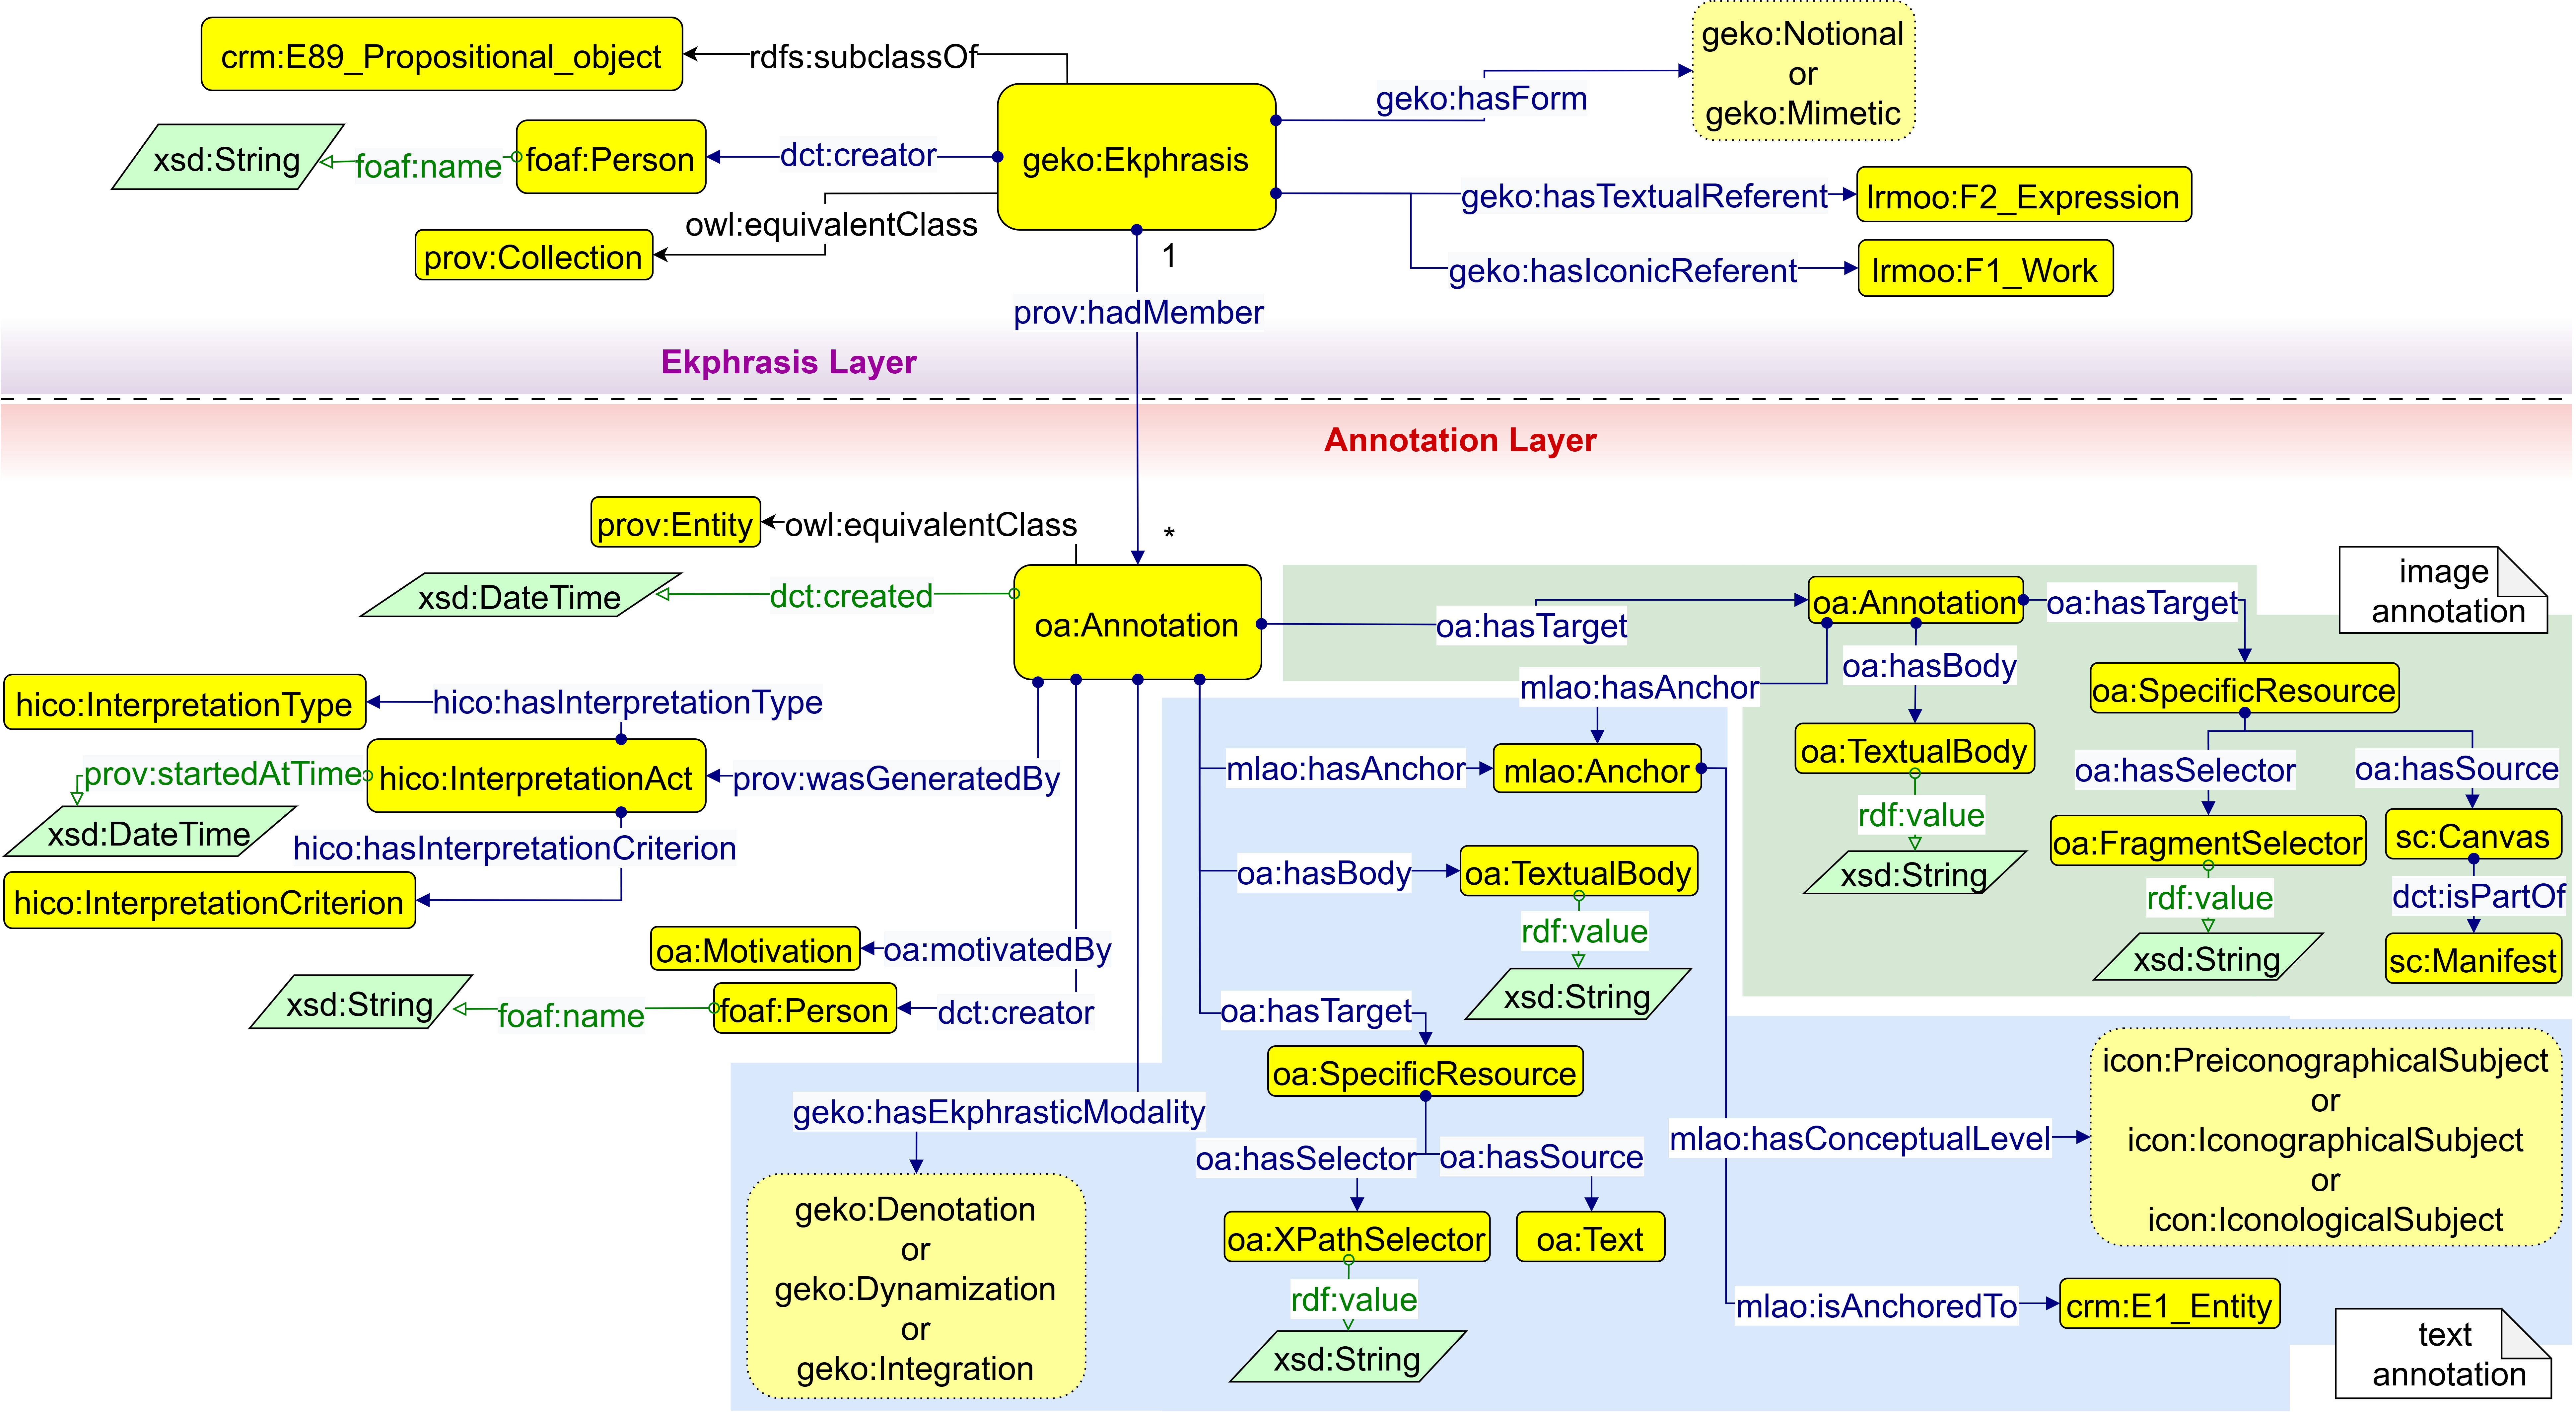 crm:E89_Propositional_object
rdfs:subclassOf
geko:Notional
or
geko:Mimetic
geko:hasForm
xsd:String
foaf:name
foaf:Person
dct:creator
geko:Ekphrasis
geko:hasTextualReferent
lrmoo:F2_Expression
owl:equivalentClass
prov:Collection
1
geko:hasIconicReferent
lrmoo:F1_Work
prov:hadMember
Ekphrasis Layer
Annotation Layer
prov:Entity
owl:equivalentClass
*
xsd:DateTime
dct:created
oa:Annotation
oa:hasTarget
oa:Annotation
oa:hasTarget
image
annotation
oa:hasBody
mlao:hasAnchor
oa:SpecificResource
hico:InterpretationType
hico:hasInterpretationType
prov:startedAtTime
hico:InterpretationAct
prov:wasGeneratedBy
mlao:hasAnchor
mlao:Anchor
oa:TextualBody
oa:hasSelector
oa:hasSource
xsd:DateTime
hico:hasInterpretationCriterion
rdf:value
oa:FragmentSelector
sc:Canvas
hico:InterpretationCriterion
oa:hasBody
oa:TextualBody
xsd:String
rdf:value
dct:isPartOf
oa:Motivation
oa:motivatedBy
rdf:value
xsd:String
sc:Manifest
xsd:String
foaf:name
foaf:Person
dct:creator
oa:hasTarget
xsd:String
oa:SpecificResource
icon:PreiconographicalSubject
or
icon:IconographicalSubject
or
icon:IconologicalSubject
geko:hasEkphrasticModality
mlao:hasConceptualLevel
oa:hasSelector
oa:hasSource
geko:Denotation
or
geko:Dynamization
or
geko:Integration
oa:XPathSelector
oa:Text
rdf:value
mlao:isAnchoredTo
crm:E1_Entity
xsd:String
text
annotation